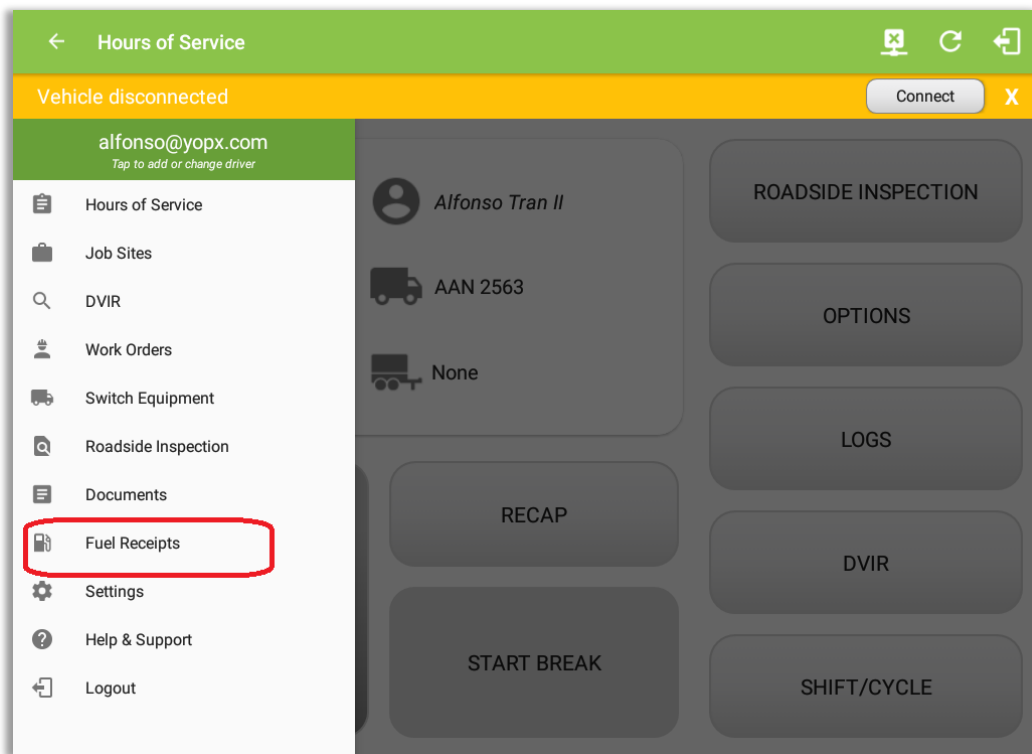 Hours of Service
Vehicle disconnected
Connect
X
alfonso@yopx.com
Tap to add or change driver
Hours of Service
Job Sites
DVIR
Work Orders
Switch Equipment
Roadside Inspection
Documents
Fuel Receipts
Settings
Help & Support
Logout
Alfonso Tran II
AAN 2563
None
RECAP
START BREAK
ROADSIDE INSPECTION
OPTIONS
LOGS
DVIR
SHIFT/CYCLE